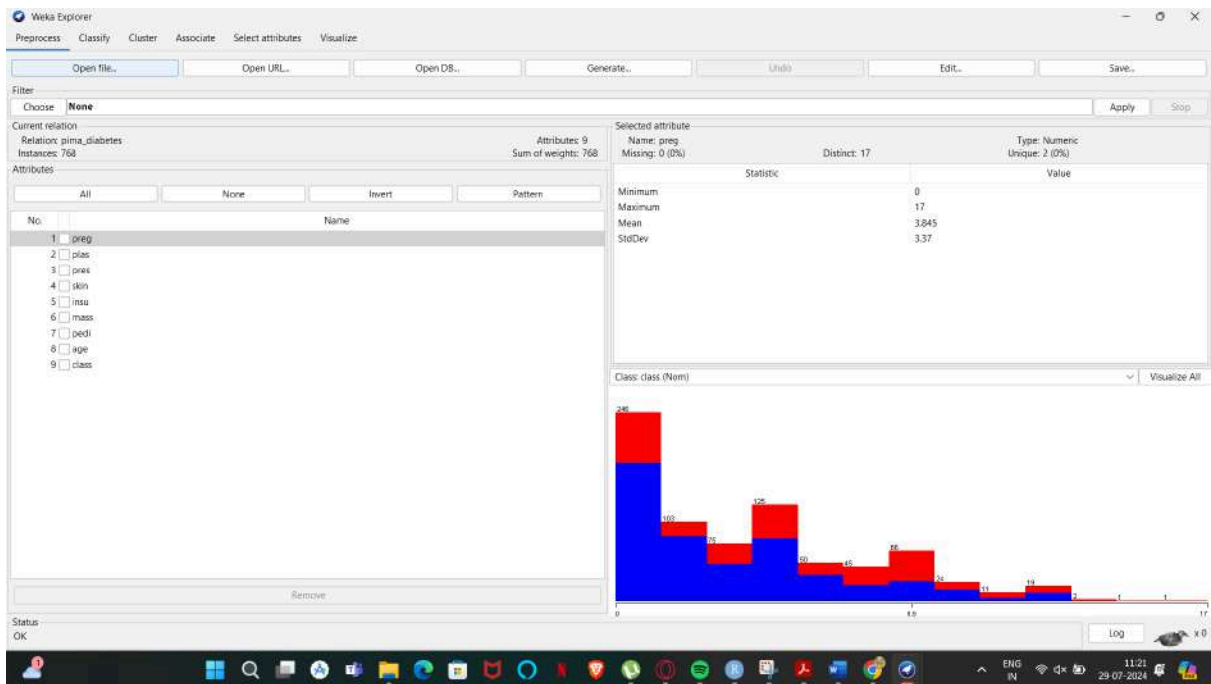 Weka Explorer
Preprocess Classify Cluster Associate Select attributes Visualize
Open file... Open URL... Open DB... Generate... Undo Edit... Save...
Filter
Choose None Apply Stop
Current relation
Relation: pima_diabetes Attributes: 9
Instances: 768 Sum of weights: 768
Attributes
All None Invert Pattern
No. Name
1 preg
2 plas
3 pres
4 skin
5 insu
6 mass
7 pedi
8 age
9 class
Remove
Selected attribute
Name: preg Type: Numeric
Missing: 0 (0%) Distinct: 17 Unique: 2 (0%)
Statistic Value
Minimum 0
Maximum 17
Mean 3.845
StdDev 3.37
Class: class (Nom) Visualize All
246
103
75
125
50
45
24
11
19
2
1
1
0 8.5 17
Status
OK
Log x 0
ENG
IN
11:21
29-07-2024